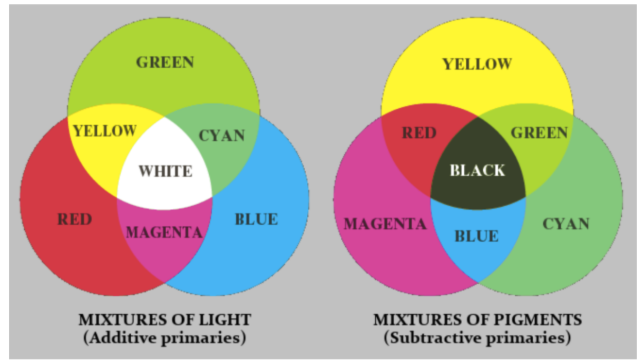 GREEN
YELLOW
CYAN
WHITE
RED
BLUE
MAGENTA
MIXTURES OF LIGHT
(Additive primaries)
YELLOW
RED
GREEN
BLACK
MAGENTA
CYAN
BLUE
MIXTURES OF PIGMENTS
(Subtractive primaries)